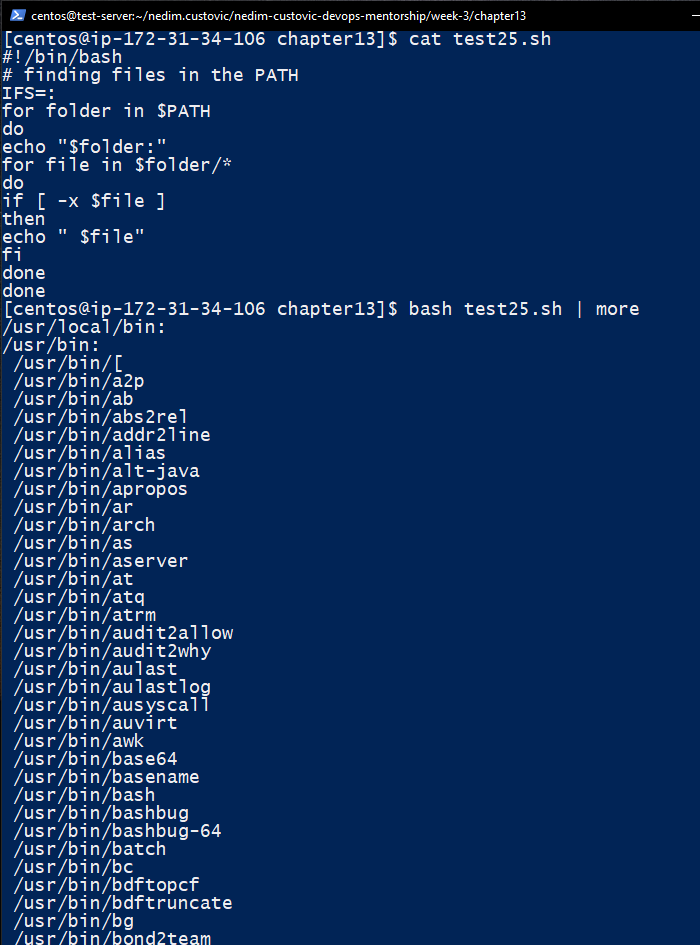 centos@test-server:~/nedim.custovic/nedim-custovic-devops-mentorship/week-3/chapter13
[centos@ip-172-31-34-106 chapter13]$ cat test25.sh
#!/bin/bash
# finding files in the PATH
IFS=:
for folder in $PATH
do
echo "$folder:"
for file in $folder/*
do
if [ -x $file ]
then
echo " $file"
fi
done
done
[centos@ip-172-31-34-106 chapter13]$ bash test25.sh | more
/usr/local/bin:
/usr/bin:
 /usr/bin/[
 /usr/bin/a2p
 /usr/bin/ab
 /usr/bin/abs2rel
 /usr/bin/addr2line
 /usr/bin/alias
 /usr/bin/alt-java
 /usr/bin/apropos
 /usr/bin/ar
 /usr/bin/arch
 /usr/bin/as
 /usr/bin/aserver
 /usr/bin/at
 /usr/bin/atq
 /usr/bin/atrm
 /usr/bin/audit2allow
 /usr/bin/audit2why
 /usr/bin/aulast
 /usr/bin/aulastlog
 /usr/bin/ausyscall
 /usr/bin/auvirt
 /usr/bin/awk
 /usr/bin/base64
 /usr/bin/basename
 /usr/bin/bash
 /usr/bin/bashbug
 /usr/bin/bashbug-64
 /usr/bin/batch
 /usr/bin/bc
 /usr/bin/bdftopcf
 /usr/bin/bdftruncate
 /usr/bin/bg
 /usr/bin/bond2team